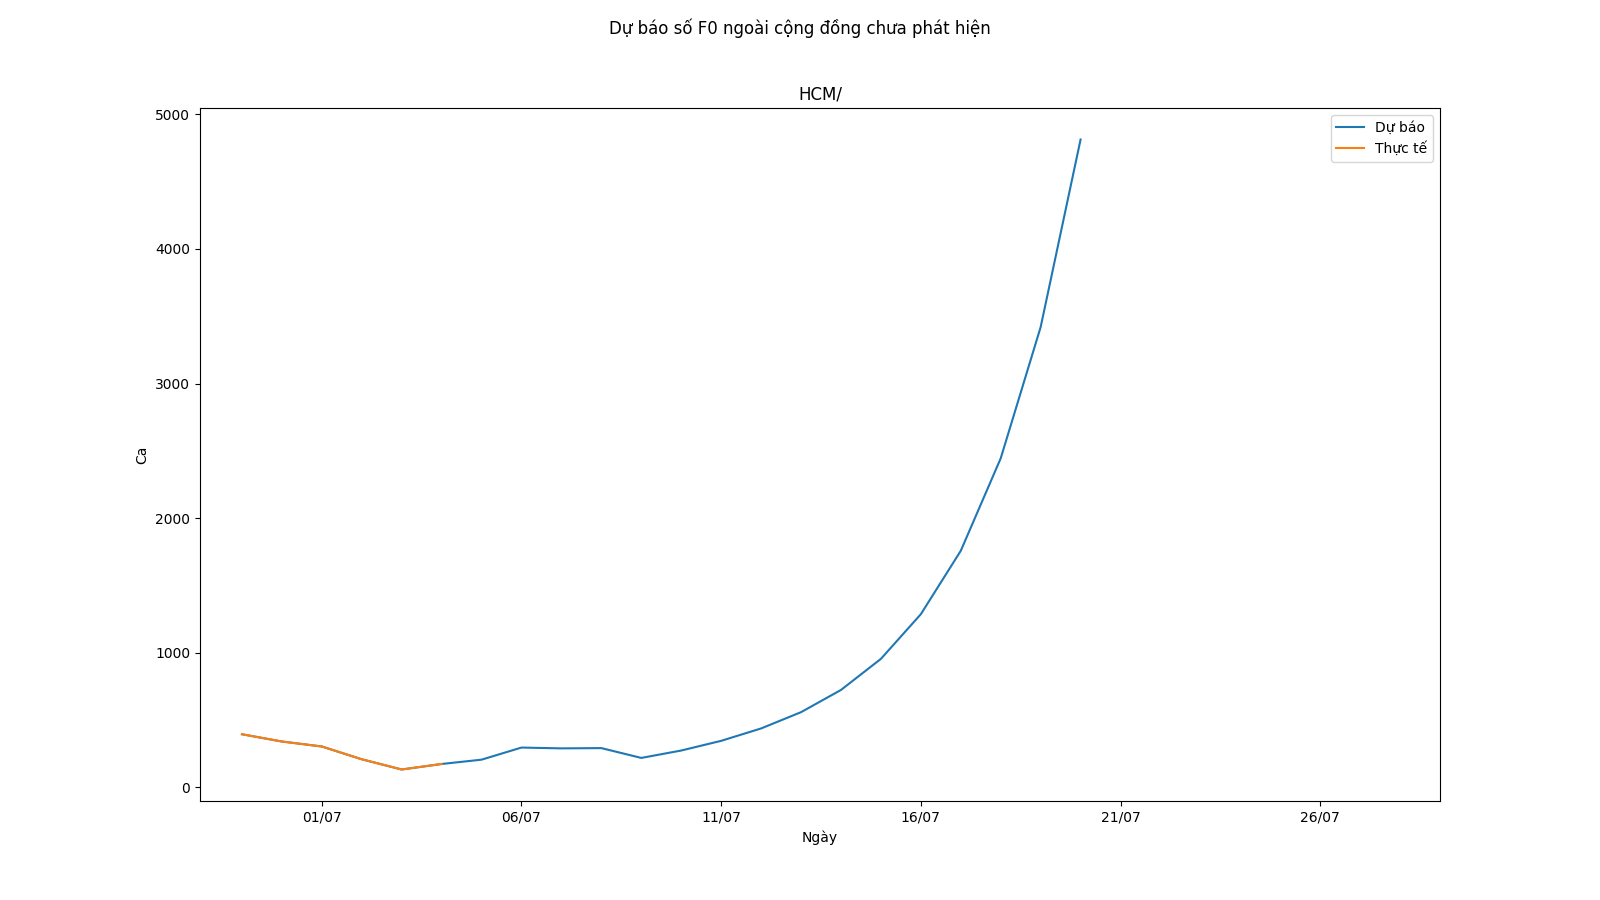 Dự báo số F0 ngoài cộng đồng chưa phát hiện
HCM/
Dự báo
Thực tế
5000
4000
3000
2000
1000
0
Ca
01/07 06/07 11/07 16/07 21/07 26/07
Ngày